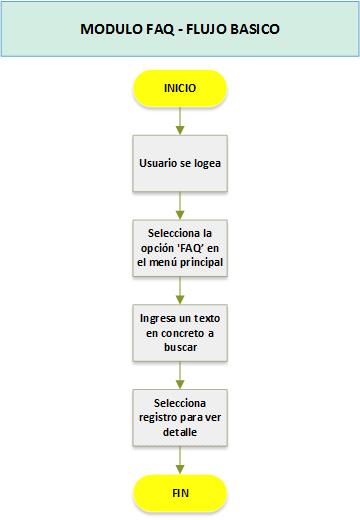 MODULO FAQ - FLUJO BASICO
INICIO
Usuario se logea
Selecciona la
opción 'FAQ’ en
el menú principal
Ingresa un texto
en concreto a
buscar
Selecciona
registro para ver
detalle
FIN